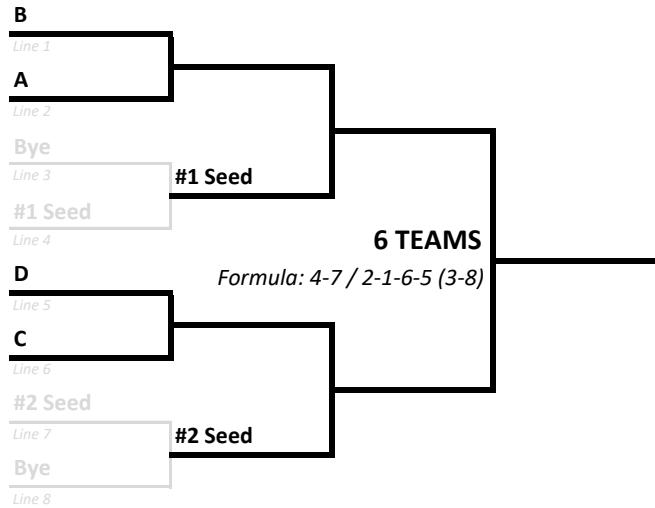 B
Line 1
A
Line 2
Bye
Line 3
#1 Seed
#1 Seed
Line 4
6 TEAMS
Formula: 4-7 / 2-1-6-5 (3-8)
D
Line 5
C
Line 6
#2 Seed
Line 7
#2 Seed
Bye
Line 8